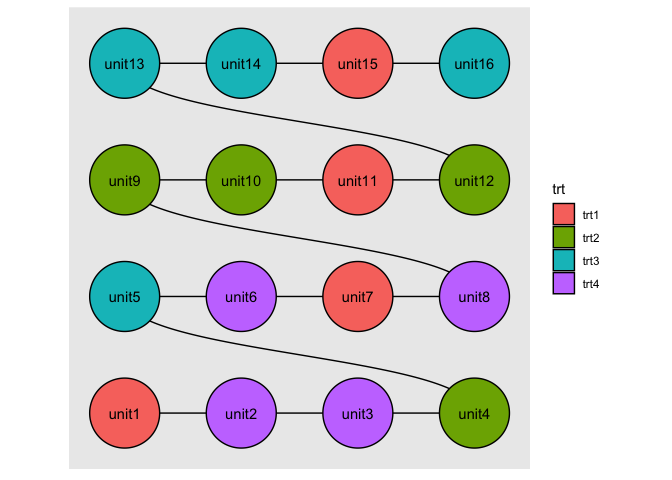 unit13 unit14 unit15 unit16
unit9 unit10 unit11 unit12
unit5 unit6 unit7 unit8
unit1 unit2 unit3 unit4
trt
trt1
trt2
trt3
trt4